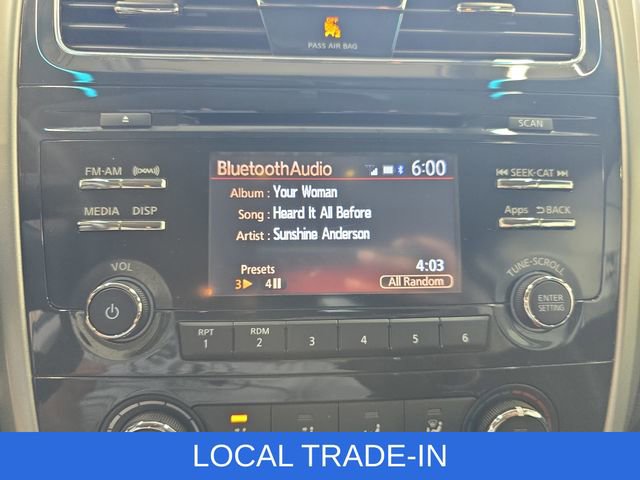 PASS AIR BAG
SCAN
FM-AM ((XM))
BluetoothAudio 6:00
SEEK-CAT
MEDIA DISP
Album : Your Woman
Song : Heard It All Before
Artist : Sunshine Anderson
Apps BACK
VOL
Presets 4:03
3 4 All Random
TUNE-SCROLL
ENTER
SETTING
RPT
1
RDM
2
3
4
5
6
LOCAL TRADE-IN